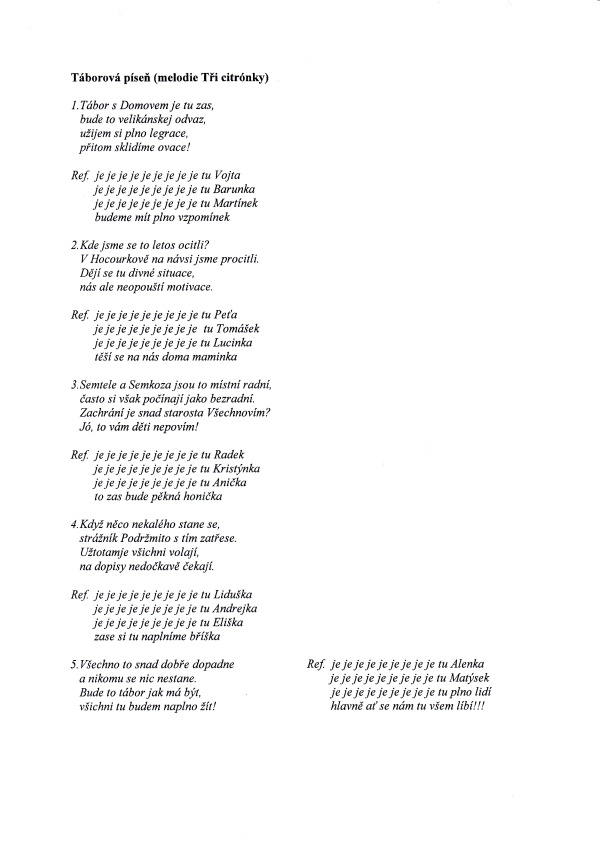 Táborová píseň (melodie Tři citrónky)
1.Tábor s Domovem je tu zas,
bude to velikánskej odvaz,
užijem si plno legrace,
přitom sklidíme ovace!
Ref. je je je je je je je je je tu Vojta
je je je je je je je je je tu Barunka
je je je je je je je je je tu Martínek
budeme mít plno vzpomínek
2.Kde jsme se to letos ocitli?
V Hocourkově na návsi jsme procitli.
Dějí se tu divné situace,
nás ale neopouští motivace.
Ref. je je je je je je je je je tu Peťa
je je je je je je je je je tu Tomášek
je je je je je je je je je tu Lucinka
těší se na nás doma maminka
3.Semtele a Semkoza jsou to místní radní,
často si však počínají jako bezradní.
Zachrání je snad starosta Všechnovím?
Jó, to vám děti nepovím!
Ref. je je je je je je je je je tu Radek
je je je je je je je je je tu Kristýnka
je je je je je je je je je tu Anička
to zas bude pěkná honička
4.Když něco nekalého stane se,
strážník Podržmito s tím zatřese.
Užtotamje všichni volají,
na dopisy nedočkavě čekají.
Ref. je je je je je je je je je tu Liduška
je je je je je je je je je tu Andrejka
je je je je je je je je je tu Eliška
zase si tu naplníme bříška
5.Všechno to snad dobře dopadne
a nikomu se nic nestane.
Bude to tábor jak má být,
všichni tu budem naplno žít!
Ref. je je je je je je je je je tu Alenka
je je je je je je je je je tu Matýsek
je je je je je je je je je tu plno lidí
hlavně ať se nám tu všem líbí!!!